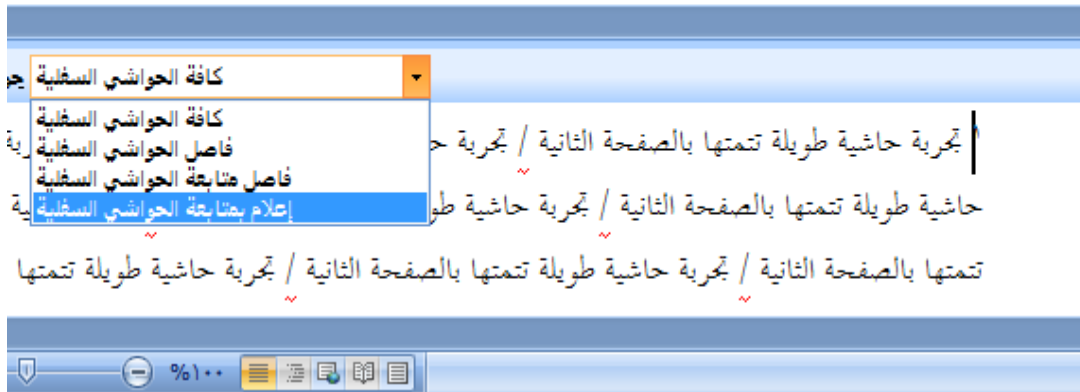 كافة الحواشي السفلية
كافة الحواشي السفلية
فاصل الحواشي السفلية
فاصل متابعة الحواشي السفلية
إعلام بمتابعة الحواشي السفلية
١ تجربة حاشية طويلة تتمتها بالصفحة الثانية / تجربة
حاشية طويلة تتمتها بالصفحة الثانية / تجربة حاشية
تتمتها بالصفحة الثانية / تجربة حاشية طويلة تتمتها بالصفحة الثانية / تجربة حاشية طويلة تتمتها
%١٠٠